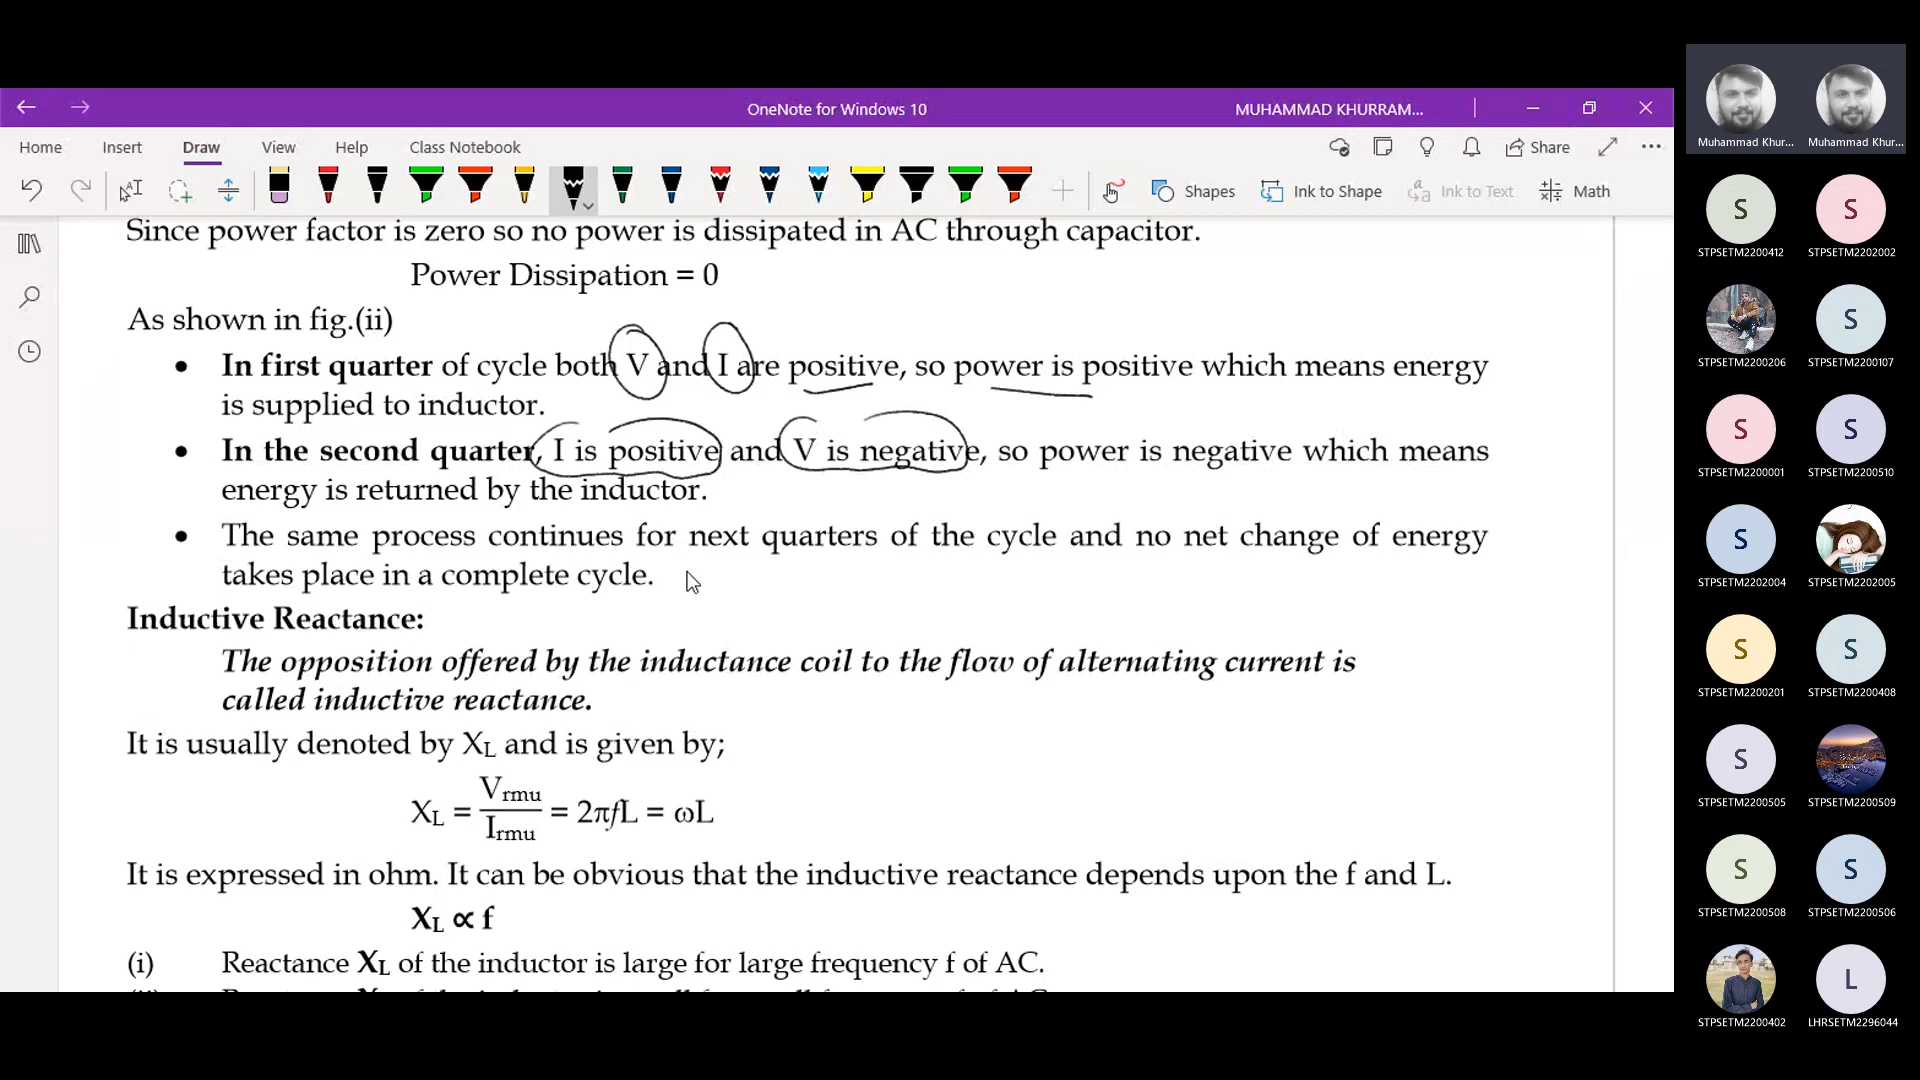 OneNote for Windows 10
MUHAMMAD KHURRAM...
Home Insert Draw View Help Class Notebook
Share
Shapes Ink to Shape Ink to Text Math
Since power factor is zero so no power is dissipated in AC through capacitor.
Power Dissipation = 0
As shown in fig.(ii)
• In first quarter of cycle both V and I are positive, so power is positive which means energy
is supplied to inductor.
• In the second quarter, I is positive and V is negative, so power is negative which means
energy is returned by the inductor.
• The same process continues for next quarters of the cycle and no net change of energy
takes place in a complete cycle.
Inductive Reactance:
The opposition offered by the inductance coil to the flow of alternating current is
called inductive reactance.
It is usually denoted by XL and is given by;
XL = Vrmu / Irmu = 2πfL = ωL
It is expressed in ohm. It can be obvious that the inductive reactance depends upon the f and L.
XL ∝ f
(i) Reactance XL of the inductor is large for large frequency f of AC.
Muhammad Khur... Muhammad Khur...
S S
STPSETM2200412 STPSETM2202002
S
STPSETM2200206 STPSETM2200107
S S
STPSETM2200001 STPSETM2200510
S
STPSETM2202004 STPSETM2202005
S S
STPSETM2200201 STPSETM2200408
S
STPSETM2200505 STPSETM2200509
S S
STPSETM2200508 STPSETM2200506
L
STPSETM2200402 LHRSETM2296044